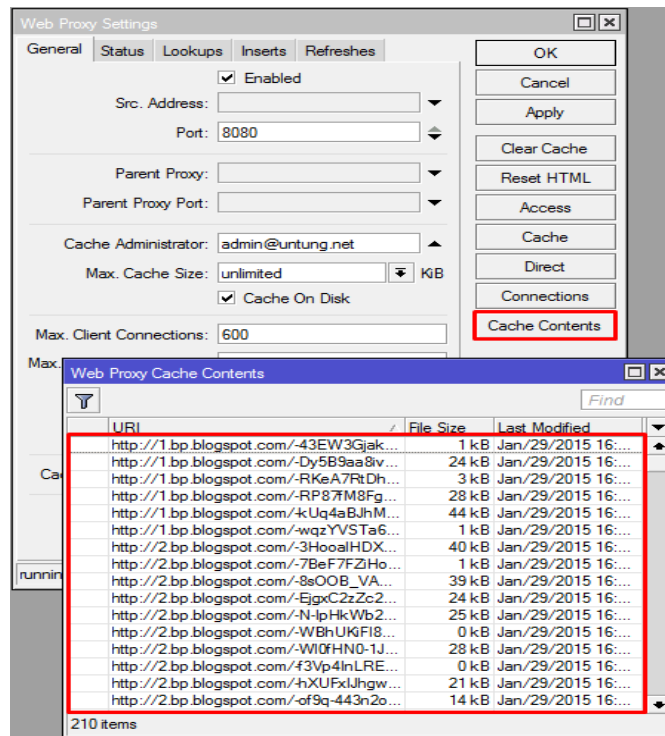 Web Proxy Settings
General Status Lookups Inserts Refreshes
OK
Enabled
Cancel
Src. Address:
Apply
Port: 8080
Clear Cache
Parent Proxy:
Reset HTML
Parent Proxy Port:
Access
Cache Administrator: admin@untung.net
Cache
Max. Cache Size: unlimited KiB
Direct
Cache On Disk
Connections
Max. Client Connections: 600
Cache Contents
Max.
Web Proxy Cache Contents
Find
URI / File Size Last Modified
http://1.bp.blogspot.com/-43EW3Gjak... 1 kB Jan/29/2015 16:...
http://1.bp.blogspot.com/-Dy5B9aa8iv... 24 kB Jan/29/2015 16:...
http://1.bp.blogspot.com/-RKeA7RtDh... 3 kB Jan/29/2015 16:...
http://1.bp.blogspot.com/-RP87fM8Fg... 28 kB Jan/29/2015 16:...
http://1.bp.blogspot.com/-kUq4aBJhM... 44 kB Jan/29/2015 16:...
http://1.bp.blogspot.com/-wqzYVSTa6... 1 kB Jan/29/2015 16:...
http://2.bp.blogspot.com/-3HooalHDX... 40 kB Jan/29/2015 16:...
http://2.bp.blogspot.com/-7BeF7FZiHo... 1 kB Jan/29/2015 16:...
http://2.bp.blogspot.com/-8sOOB_VA... 39 kB Jan/29/2015 16:...
http://2.bp.blogspot.com/-EjgxC2zZc2... 24 kB Jan/29/2015 16:...
http://2.bp.blogspot.com/-N-IpHkWb2... 25 kB Jan/29/2015 16:...
http://2.bp.blogspot.com/-WBhUKiFI8... 0 kB Jan/29/2015 16:...
http://2.bp.blogspot.com/-WI0fHN0-1J... 28 kB Jan/29/2015 16:...
http://2.bp.blogspot.com/-f3Vp4InLRE... 0 kB Jan/29/2015 16:...
http://2.bp.blogspot.com/-hXUFxIJhgw... 21 kB Jan/29/2015 16:...
http://2.bp.blogspot.com/-of9q-443n2o... 14 kB Jan/29/2015 16:...
210 items